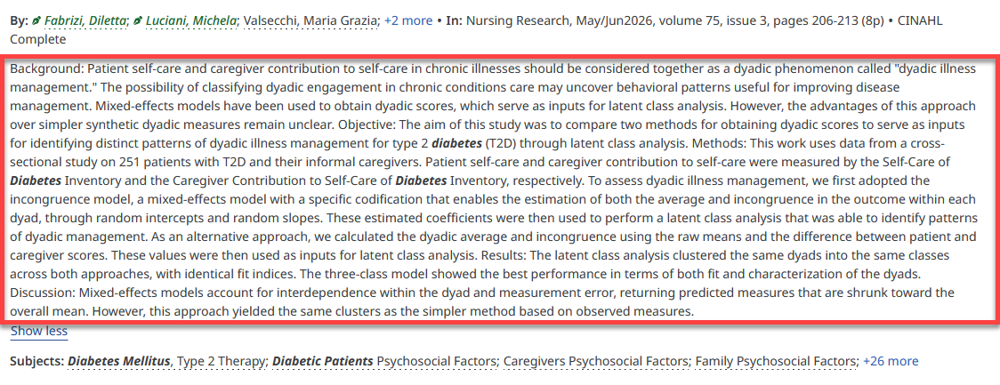 By: Fabrizi, Diletta; Luciani, Michela; Valsecchi, Maria Grazia; +2 more • In: Nursing Research, May/Jun2026, volume 75, issue 3, pages 206-213 (8p) • CINAHL
Complete
Background: Patient self-care and caregiver contribution to self-care in chronic illnesses should be considered together as a dyadic phenomenon called "dyadic illness
management." The possibility of classifying dyadic engagement in chronic conditions care may uncover behavioral patterns useful for improving disease
management. Mixed-effects models have been used to obtain dyadic scores, which serve as inputs for latent class analysis. However, the advantages of this approach
over simpler synthetic dyadic measures remain unclear. Objective: The aim of this study was to compare two methods for obtaining dyadic scores to serve as inputs
for identifying distinct patterns of dyadic illness management for type 2 diabetes (T2D) through latent class analysis. Methods: This work uses data from a cross-
sectional study on 251 patients with T2D and their informal caregivers. Patient self-care and caregiver contribution to self-care were measured by the Self-Care of
Diabetes Inventory and the Caregiver Contribution to Self-Care of Diabetes Inventory, respectively. To assess dyadic illness management, we first adopted the
incongruence model, a mixed-effects model with a specific codification that enables the estimation of both the average and incongruence in the outcome within each
dyad, through random intercepts and random slopes. These estimated coefficients were then used to perform a latent class analysis that was able to identify patterns
of dyadic management. As an alternative approach, we calculated the dyadic average and incongruence using the raw means and the difference between patient and
caregiver scores. These values were then used as inputs for latent class analysis. Results: The latent class analysis clustered the same dyads into the same classes
across both approaches, with identical fit indices. The three-class model showed the best performance in terms of both fit and characterization of the dyads.
Discussion: Mixed-effects models account for interdependence within the dyad and measurement error, returning predicted measures that are shrunk toward the
overall mean. However, this approach yielded the same clusters as the simpler method based on observed measures.
Show less
Subjects: Diabetes Mellitus, Type 2 Therapy; Diabetic Patients Psychosocial Factors; Caregivers Psychosocial Factors; Family Psychosocial Factors; +26 more